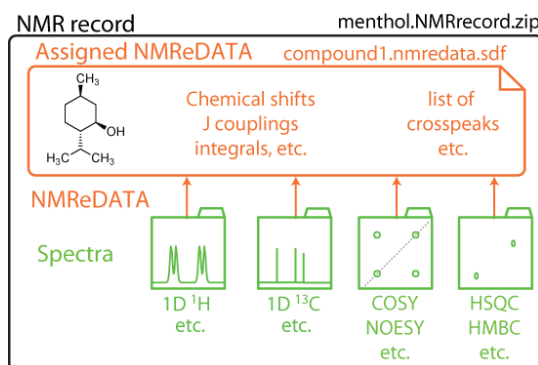 NMR record
menthol.NMRrecord.zip
Assigned NMReDATA
compound1.nmredata.sdf
CH₃
OH
H₃C
CH₃
Chemical shifts
J couplings
integrals, etc.
list of
crosspeaks
etc.
NMReDATA
Spectra
1D ¹H
etc.
1D ¹³C
etc.
COSY
NOESY
etc.
HSQC
HMBC
etc.